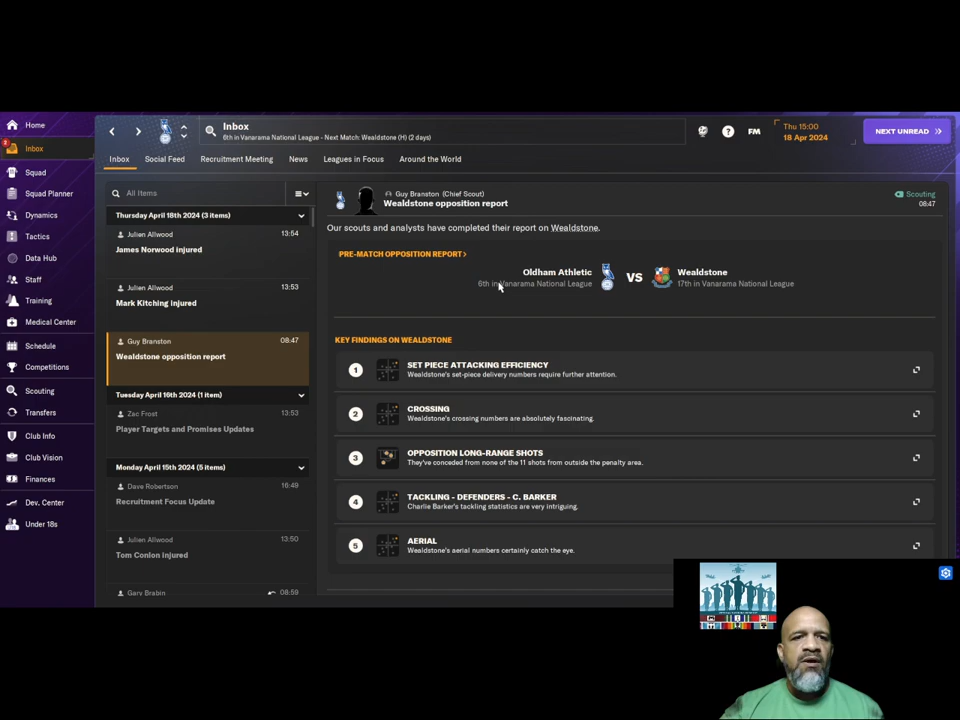 Home
3
Inbox
Squad
Squad Planner
Dynamics
Tactics
Data Hub
Staff
Training
Medical Center
Schedule
Competitions
Scouting
Transfers
Club Info
Club Vision
Finances
Dev. Center
Under 18s
Inbox
6th in Vanarama National League - Next Match: Wealdstone (H) (2 days)
?
FM
Thu 15:00
18 Apr 2024
NEXT UNREAD
Inbox Social Feed Recruitment Meeting News Leagues in Focus Around the World
All Items
Thursday April 18th 2024 (3 items)
Julien Allwood 13:54
James Norwood injured
Julien Allwood 13:53
Mark Kitching injured
Guy Branston 08:47
Wealdstone opposition report
Tuesday April 16th 2024 (1 item)
Zac Frost 13:53
Player Targets and Promises Updates
Monday April 15th 2024 (5 items)
Dave Robertson 16:49
Recruitment Focus Update
Julien Allwood 13:50
Tom Conlon injured
Gary Brabin 08:59
Guy Branston (Chief Scout)
Wealdstone opposition report
Scouting
08:47
Our scouts and analysts have completed their report on Wealdstone.
PRE-MATCH OPPOSITION REPORT >
Oldham Athletic
6th in Vanarama National League
VS
Wealdstone
17th in Vanarama National League
KEY FINDINGS ON WEALDSTONE
1 SET PIECE ATTACKING EFFICIENCY
Wealdstone's set-piece delivery numbers require further attention.
2 CROSSING
Wealdstone's crossing numbers are absolutely fascinating.
3 OPPOSITION LONG-RANGE SHOTS
They've conceded from none of the 11 shots from outside the penalty area.
4 TACKLING - DEFENDERS - C. BARKER
Charlie Barker's tackling statistics are very intriguing.
5 AERIAL
Wealdstone's aerial numbers certainly catch the eye.